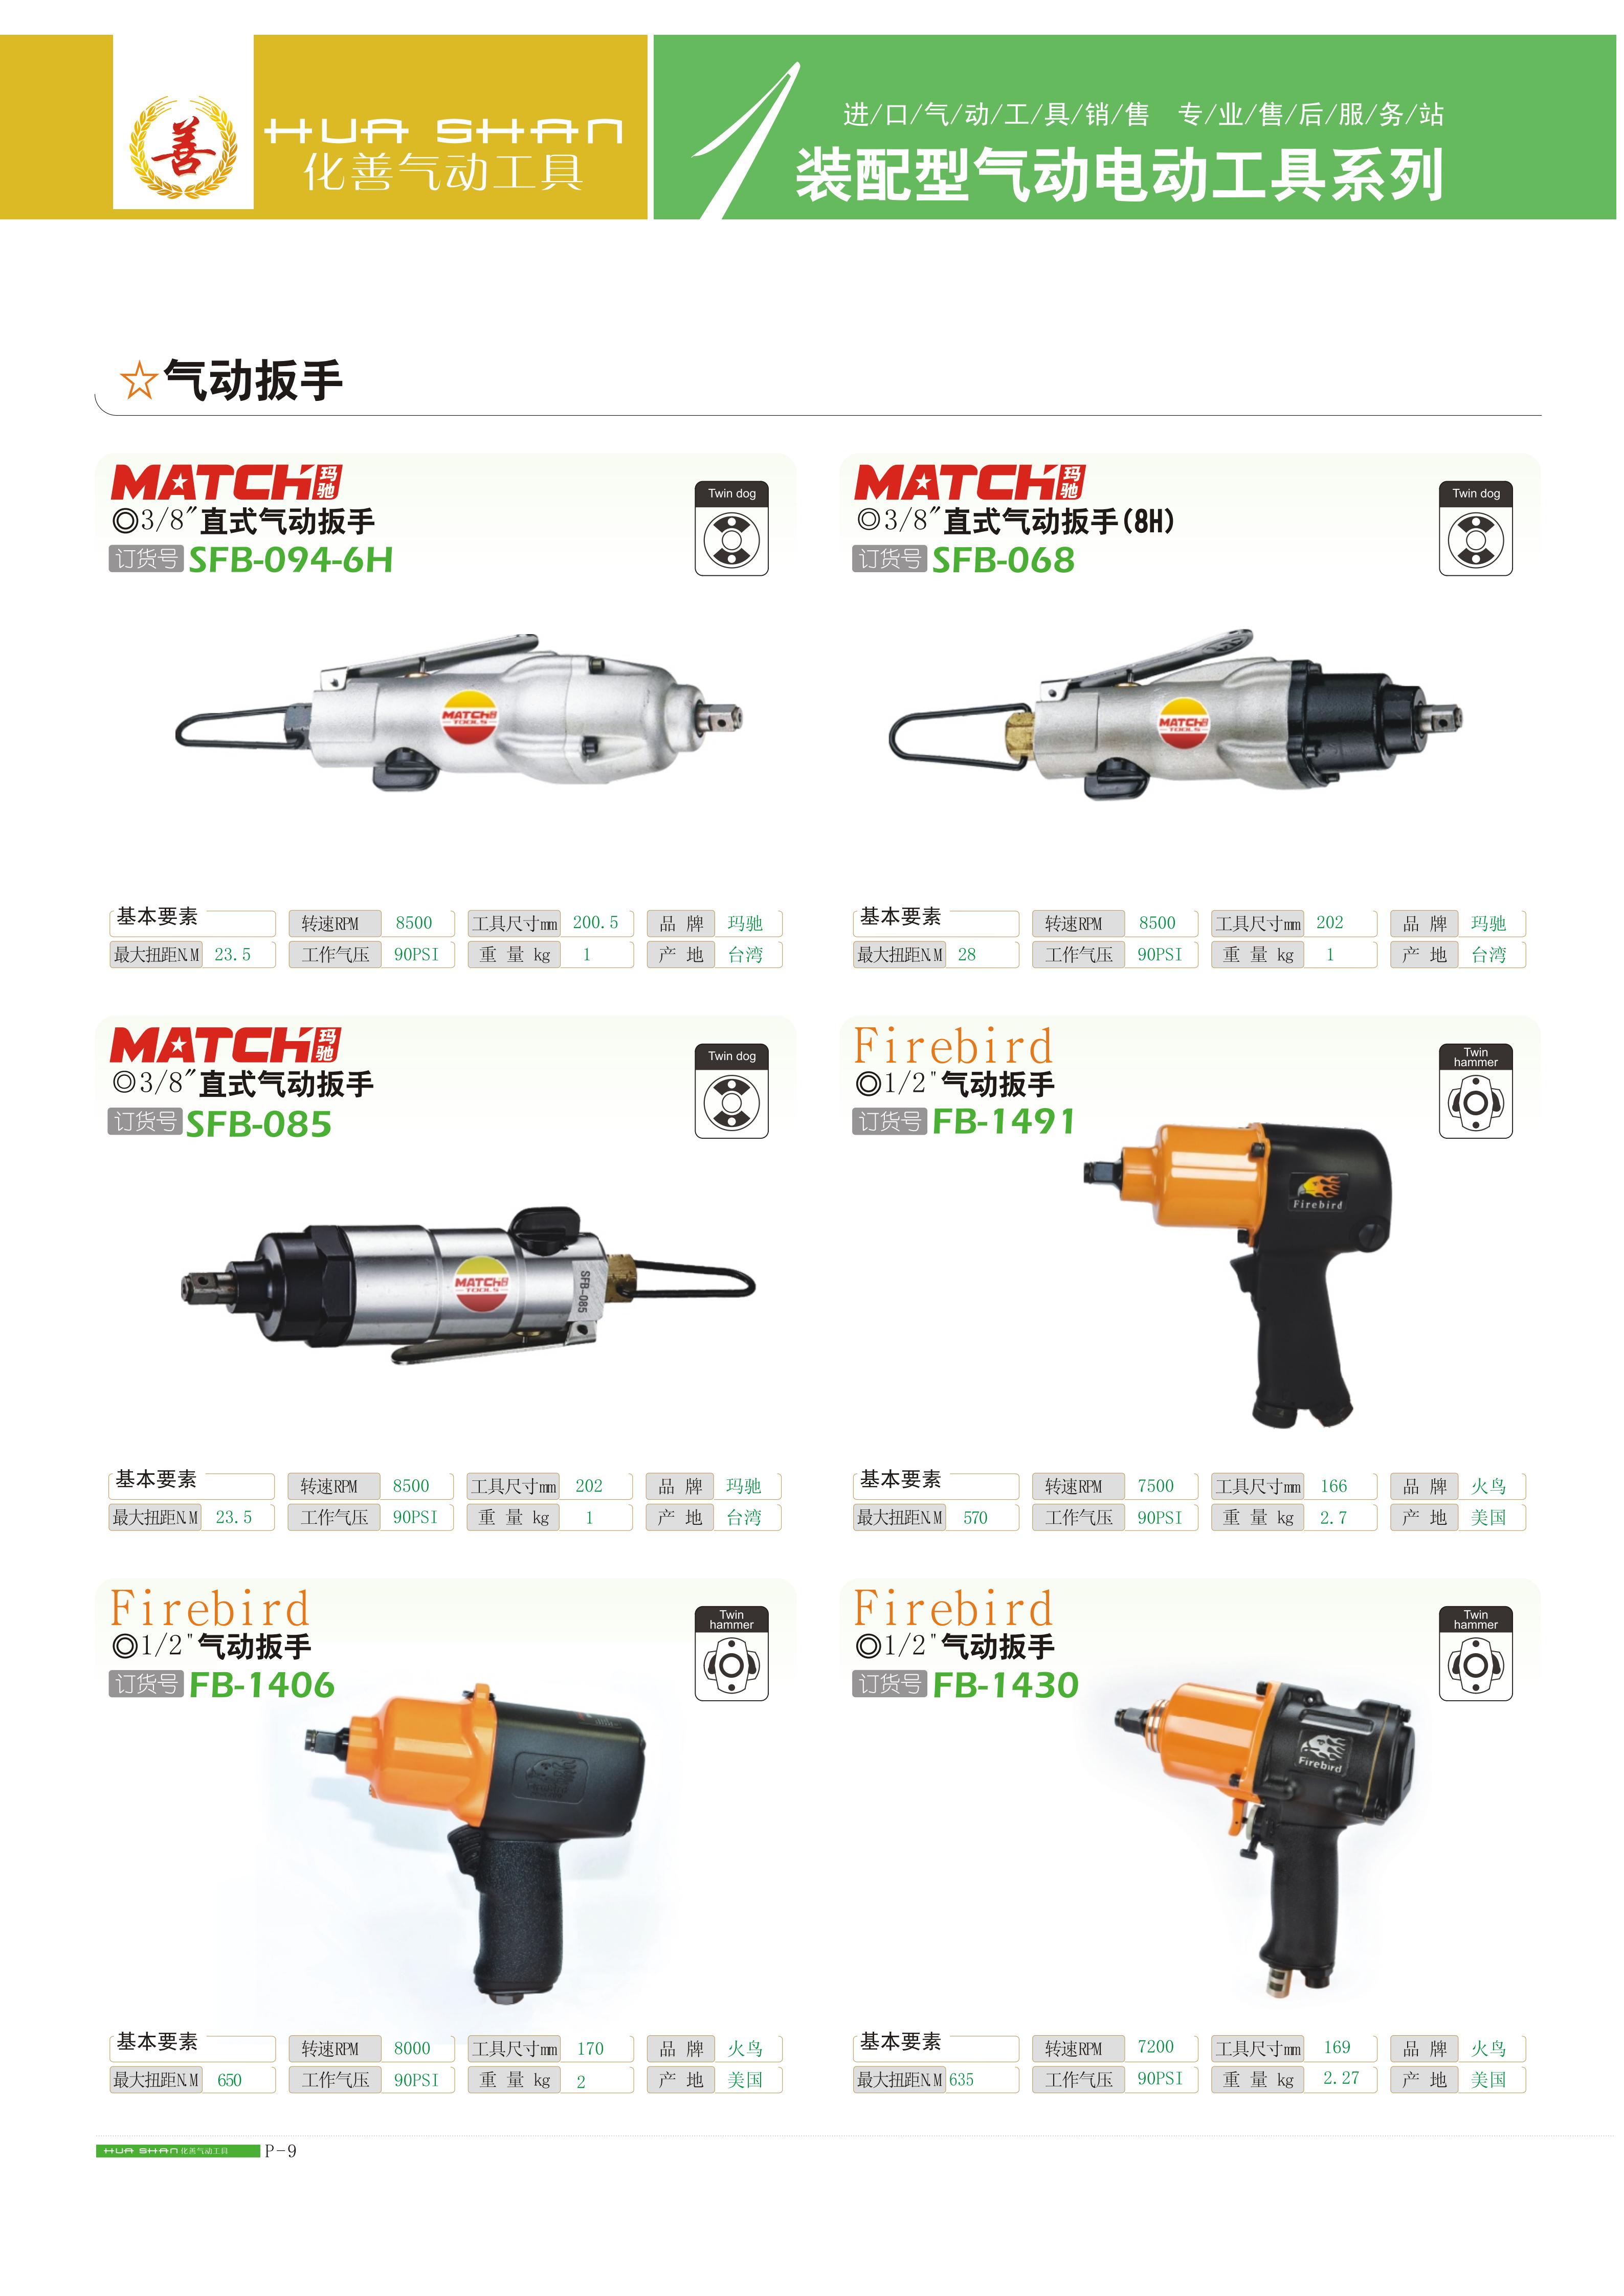 善
HUA SHAN
化善气动工具
1
进/口/气/动/工/具/销/售 专/业/售/后/服/务/站
装配型气动电动工具系列
☆气动扳手
MATCH 玛驰
◎3/8″直式气动扳手
订货号 SFB-094-6H
Twin dog
MATCH玛驰
TOOLS
基本要素 转速RPM 8500 工具尺寸mm 200.5 品 牌 玛驰
最大扭距N.M 23.5 工作气压 90PSI 重 量 kg 1 产 地 台湾
MATCH 玛驰
◎3/8″直式气动扳手(8H)
订货号 SFB-068
Twin dog
MATCH玛驰
TOOLS
基本要素 转速RPM 8500 工具尺寸mm 202 品 牌 玛驰
最大扭距N.M 28 工作气压 90PSI 重 量 kg 1 产 地 台湾
MATCH 玛驰
◎3/8″直式气动扳手
订货号 SFB-085
Twin dog
MATCH玛驰
TOOLS
SFB-085
基本要素 转速RPM 8500 工具尺寸mm 202 品 牌 玛驰
最大扭距N.M 23.5 工作气压 90PSI 重 量 kg 1 产 地 台湾
Firebird
◎1/2"气动扳手
订货号 FB-1491
Twin
hammer
Firebird
基本要素 转速RPM 7500 工具尺寸mm 166 品 牌 火鸟
最大扭距N.M 570 工作气压 90PSI 重 量 kg 2.7 产 地 美国
Firebird
◎1/2"气动扳手
订货号 FB-1406
Twin
hammer
基本要素 转速RPM 8000 工具尺寸mm 170 品 牌 火鸟
最大扭距N.M 650 工作气压 90PSI 重 量 kg 2 产 地 美国
Firebird
◎1/2"气动扳手
订货号 FB-1430
Twin
hammer
Firebird
基本要素 转速RPM 7200 工具尺寸mm 169 品 牌 火鸟
最大扭距N.M 635 工作气压 90PSI 重 量 kg 2.27 产 地 美国
HUA SHAN 化善气动工具 P-9